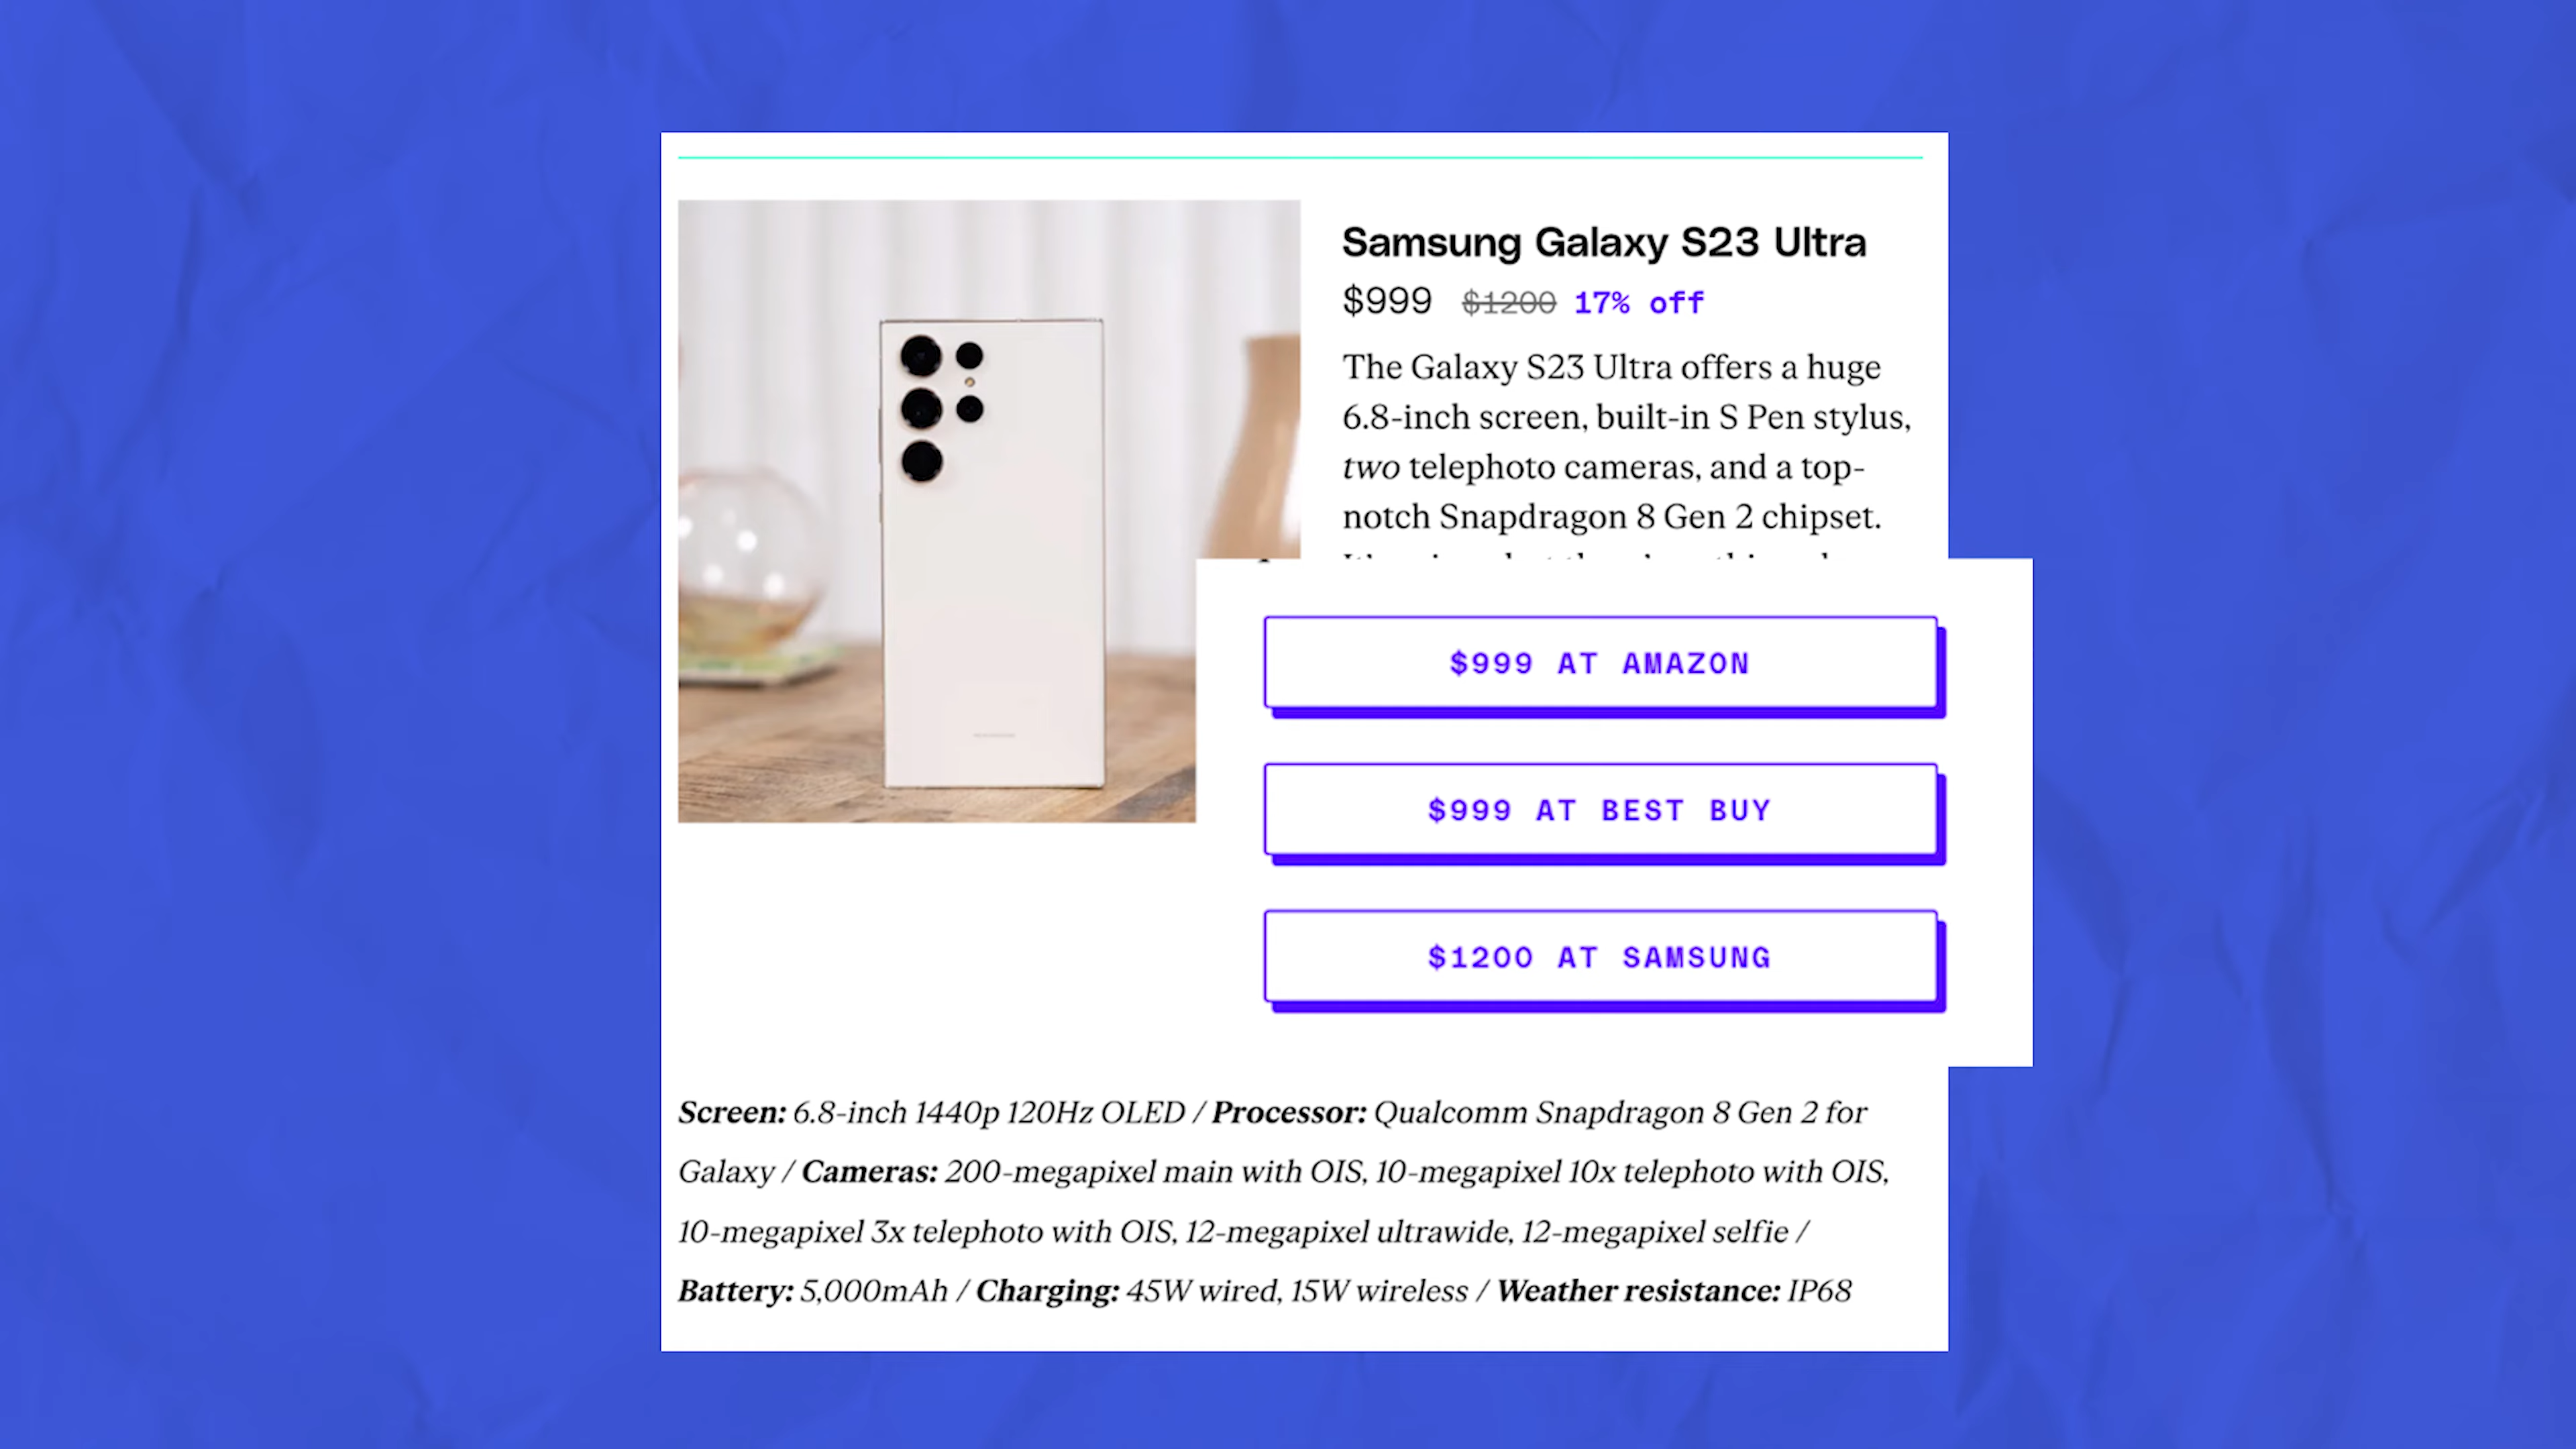 Samsung Galaxy S23 Ultra
$999 $1200 17% off
The Galaxy S23 Ultra offers a huge
6.8-inch screen, built-in S Pen stylus,
two telephoto cameras, and a top-
notch Snapdragon 8 Gen 2 chipset.
$999 AT AMAZON
$999 AT BEST BUY
$1200 AT SAMSUNG
Screen: 6.8-inch 1440p 120Hz OLED / Processor: Qualcomm Snapdragon 8 Gen 2 for
Galaxy / Cameras: 200-megapixel main with OIS, 10-megapixel 10x telephoto with OIS,
10-megapixel 3x telephoto with OIS, 12-megapixel ultrawide, 12-megapixel selfie /
Battery: 5,000mAh / Charging: 45W wired, 15W wireless / Weather resistance: IP68